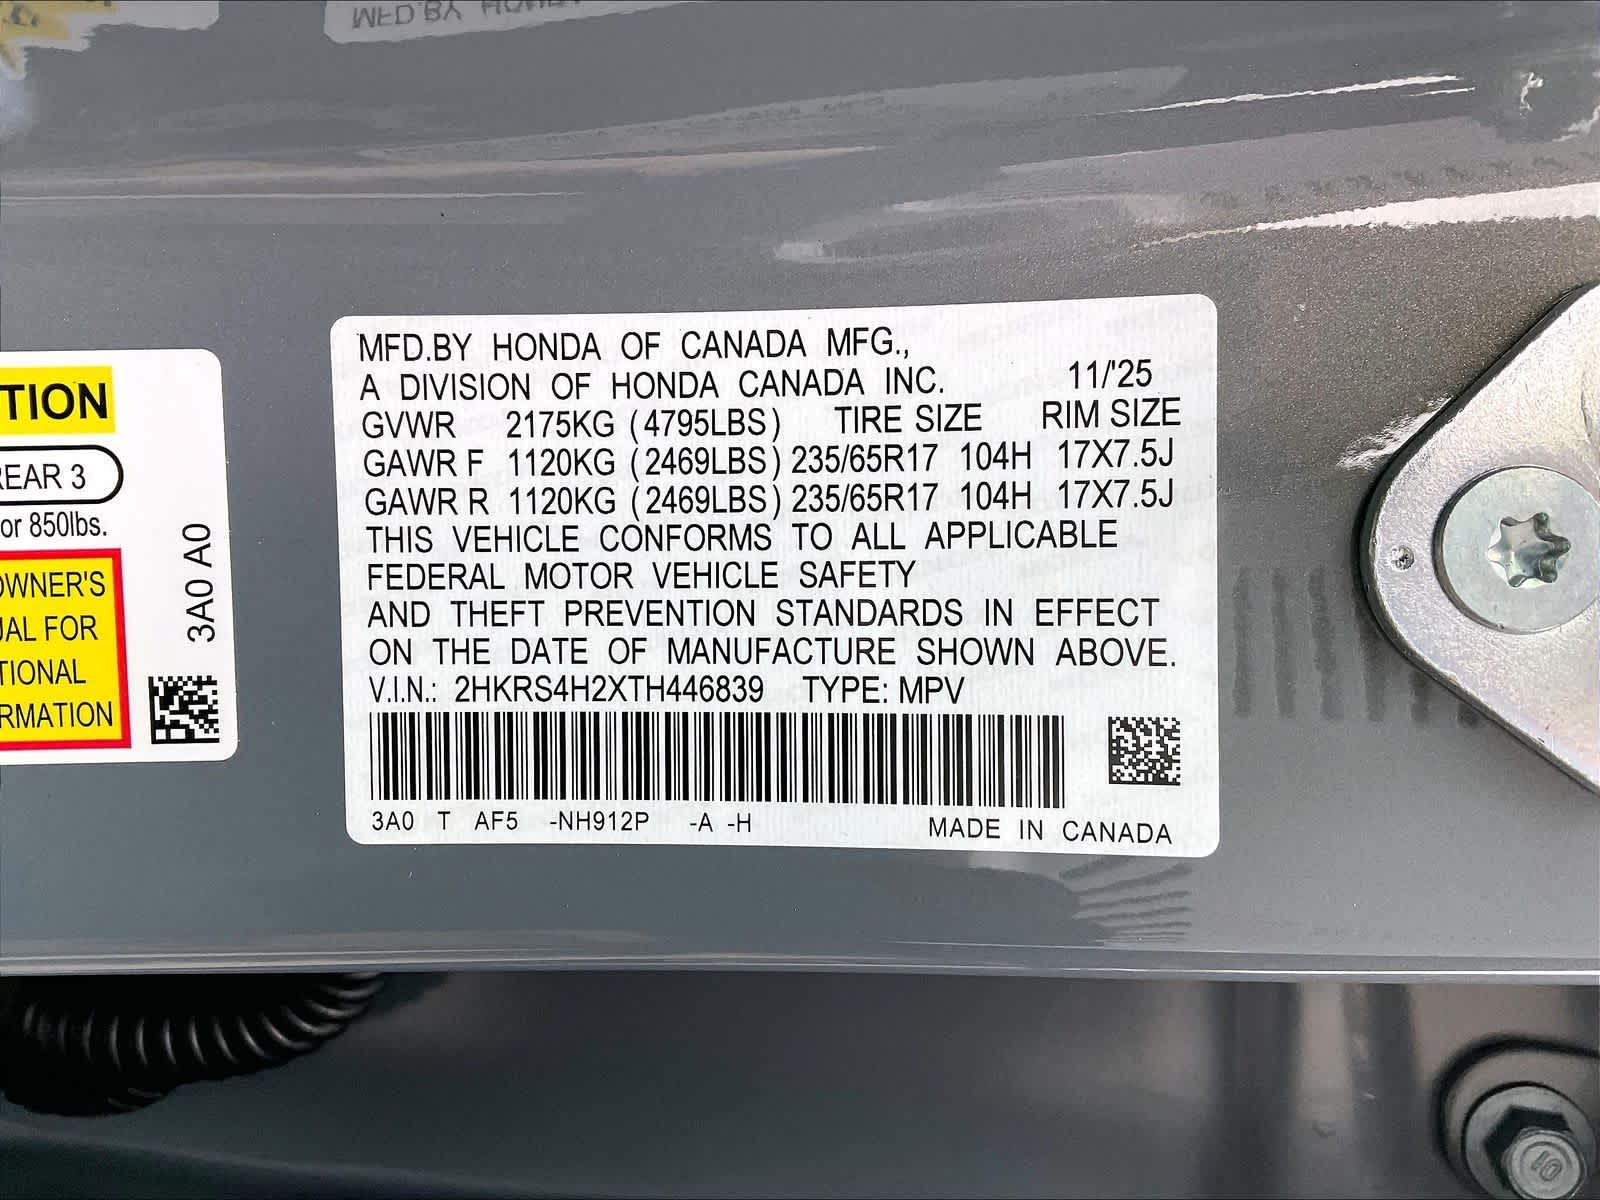 MFD.BY HONDA
TION
REAR 3
or 850lbs.
OWNER'S
UAL FOR
TIONAL
RMATION
3A0 A0
MFD.BY HONDA OF CANADA MFG.,
A DIVISION OF HONDA CANADA INC. 11/'25
GVWR 2175KG (4795LBS) TIRE SIZE RIM SIZE
GAWR F 1120KG (2469LBS) 235/65R17 104H 17X7.5J
GAWR R 1120KG (2469LBS) 235/65R17 104H 17X7.5J
THIS VEHICLE CONFORMS TO ALL APPLICABLE
FEDERAL MOTOR VEHICLE SAFETY
AND THEFT PREVENTION STANDARDS IN EFFECT
ON THE DATE OF MANUFACTURE SHOWN ABOVE.
V.I.N.: 2HKRS4H2XTH446839 TYPE: MPV
3A0 T AF5 -NH912P -A -H MADE IN CANADA
10